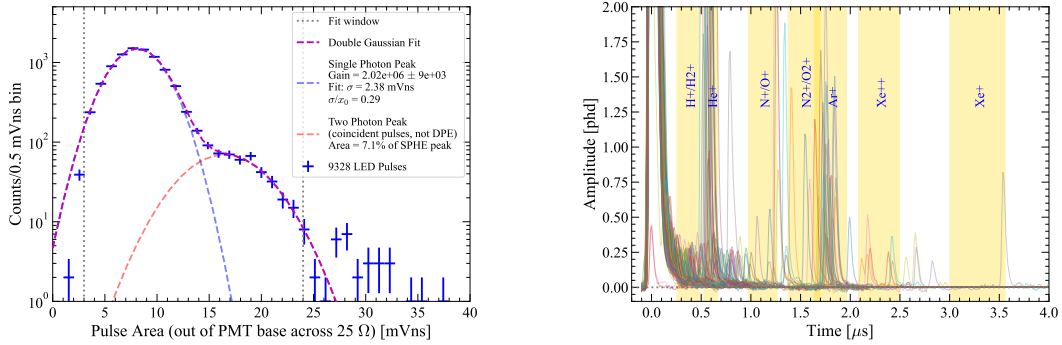 Counts/0.5 mVns bin
10³
10²
10¹
10⁰
0
5
10
15
20
25
30
35
40
Pulse Area (out of PMT base across 25 Ω) [mVns]
Fit window
Double Gaussian Fit
Single Photon Peak
Gain = 2.02e+06 ± 9e+03
Fit: σ = 2.38 mVns
σ/x₀ = 0.29
Two Photon Peak
(coincident pulses, not DPE)
Area = 7.1% of SPHE peak
9328 LED Pulses
Amplitude [phd]
2.00
1.75
1.50
1.25
1.00
0.75
0.50
0.25
0.00
H+/H2+
He+
N+/O+
N2+/O2+
Ar+
Xe++
Xe+
0.0
0.5
1.0
1.5
2.0
2.5
3.0
3.5
4.0
Time [μs]